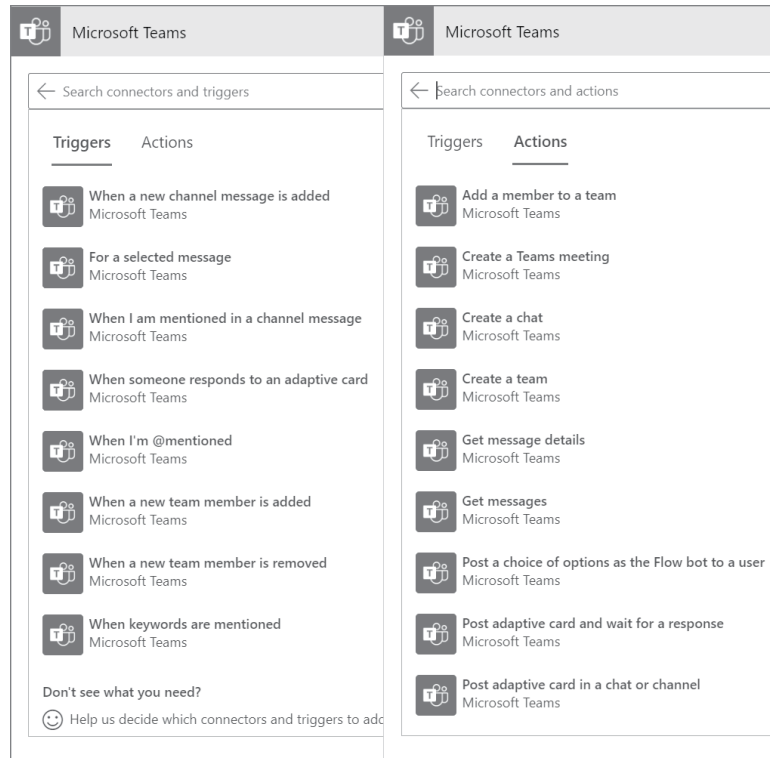 Microsoft Teams
Search connectors and triggers
Triggers Actions
When a new channel message is added
Microsoft Teams
For a selected message
Microsoft Teams
When I am mentioned in a channel message
Microsoft Teams
When someone responds to an adaptive card
Microsoft Teams
When I'm @mentioned
Microsoft Teams
When a new team member is added
Microsoft Teams
When a new team member is removed
Microsoft Teams
When keywords are mentioned
Microsoft Teams
Don't see what you need?
Help us decide which connectors and triggers to add
Microsoft Teams
Search connectors and actions
Triggers Actions
Add a member to a team
Microsoft Teams
Create a Teams meeting
Microsoft Teams
Create a chat
Microsoft Teams
Create a team
Microsoft Teams
Get message details
Microsoft Teams
Get messages
Microsoft Teams
Post a choice of options as the Flow bot to a user
Microsoft Teams
Post adaptive card and wait for a response
Microsoft Teams
Post adaptive card in a chat or channel
Microsoft Teams